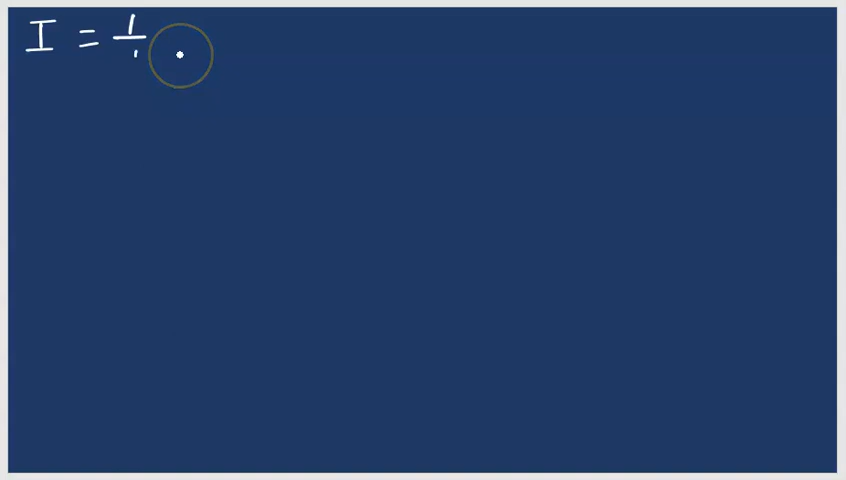 I = 1/